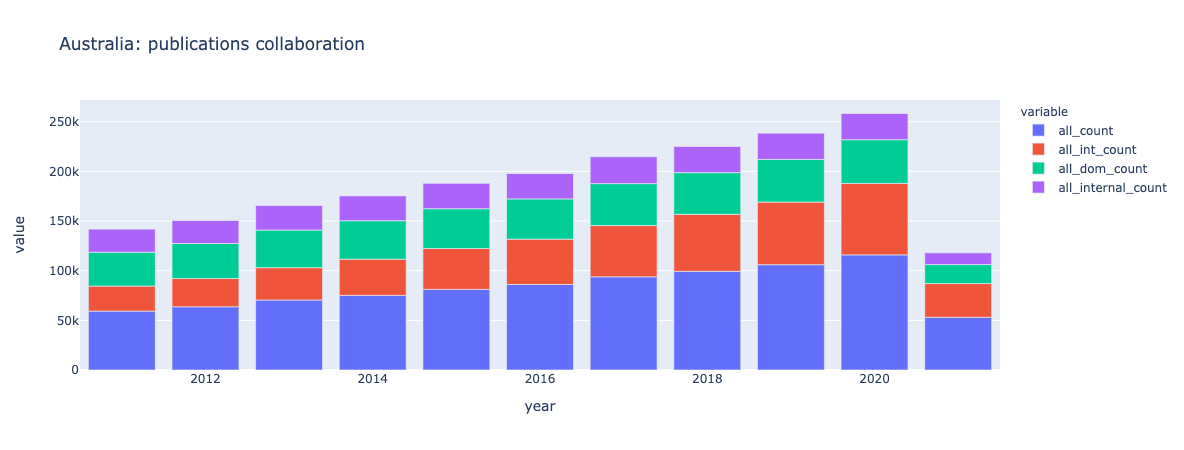 Australia: publications collaboration
variable
all_count
all_int_count
all_dom_count
all_internal_count
250k
200k
150k
100k
50k
0
value
2012 2014 2016 2018 2020
year